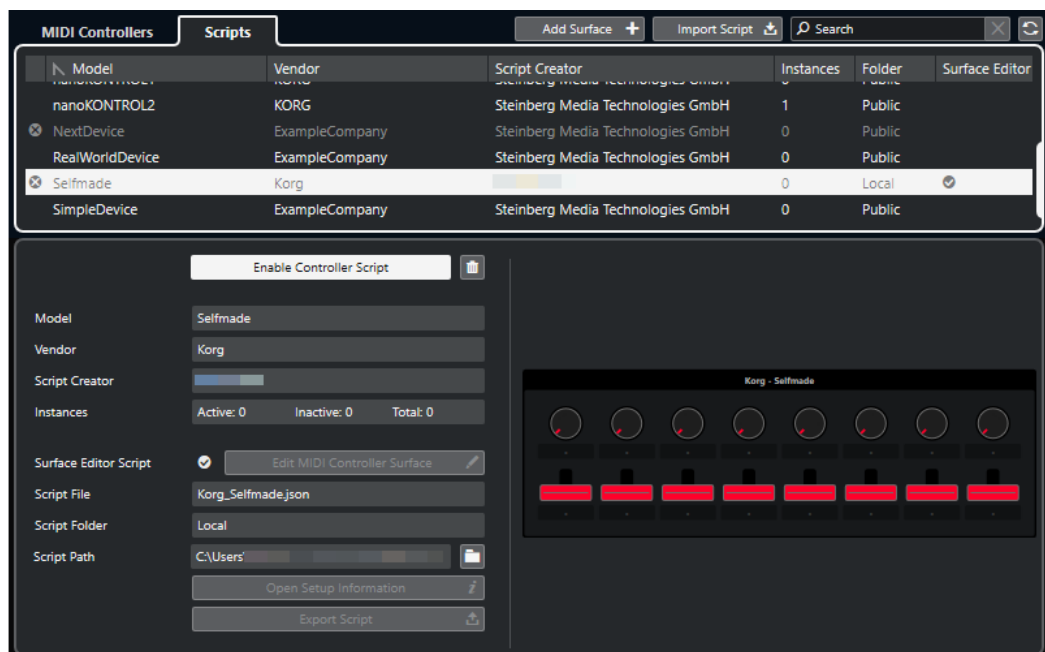 MIDI Controllers Scripts Add Surface Import Script Search
Model Vendor Script Creator Instances Folder Surface Editor
nanoKONTROL2 KORG Steinberg Media Technologies GmbH 1 Public
NextDevice ExampleCompany Steinberg Media Technologies GmbH 0 Public
RealWorldDevice ExampleCompany Steinberg Media Technologies GmbH 0 Public
Selfmade Korg 0 Local
SimpleDevice ExampleCompany Steinberg Media Technologies GmbH 0 Public
Enable Controller Script
Model Selfmade
Vendor Korg
Script Creator
Korg - Selfmade
Instances Active: 0 Inactive: 0 Total: 0
Surface Editor Script Edit MIDI Controller Surface
Script File Korg_Selfmade.json
Script Folder Local
Script Path C:\Users\
Open Setup Information
Export Script